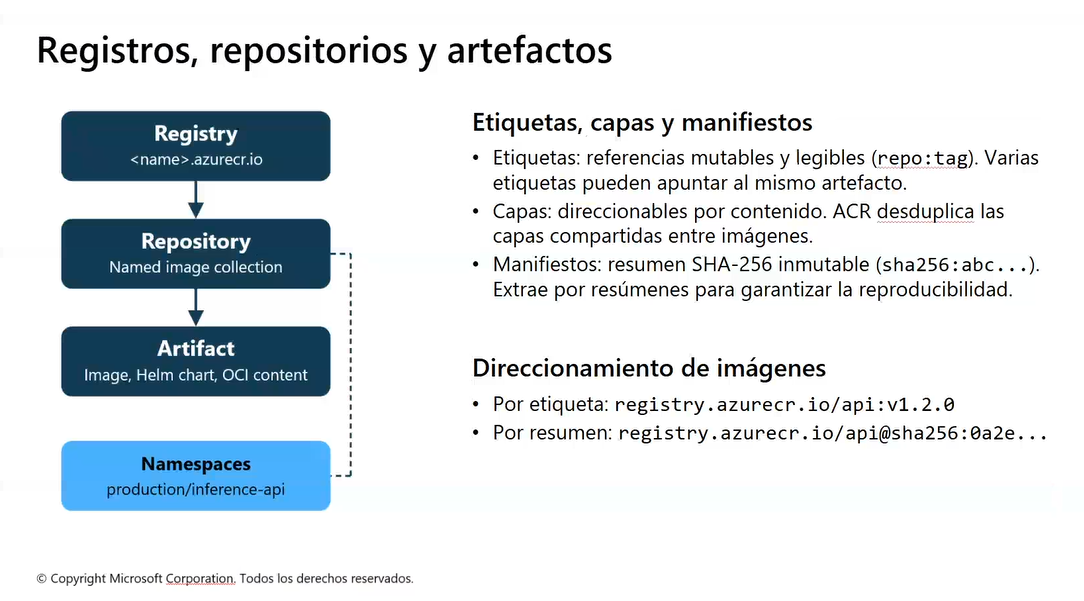 Registros, repositorios y artefactos
Registry
<name>.azurecr.io
Repository
Named image collection
Artifact
Image, Helm chart, OCI content
Namespaces
production/inference-api
Etiquetas, capas y manifiestos
• Etiquetas: referencias mutables y legibles (repo:tag). Varias
etiquetas pueden apuntar al mismo artefacto.
• Capas: direccionables por contenido. ACR desduplica las
capas compartidas entre imágenes.
• Manifiestos: resumen SHA-256 inmutable (sha256:abc...).
Extrae por resúmenes para garantizar la reproducibilidad.
Direccionamiento de imágenes
• Por etiqueta: registry.azurecr.io/api:v1.2.0
• Por resumen: registry.azurecr.io/api@sha256:0a2e...
© Copyright Microsoft Corporation. Todos los derechos reservados.